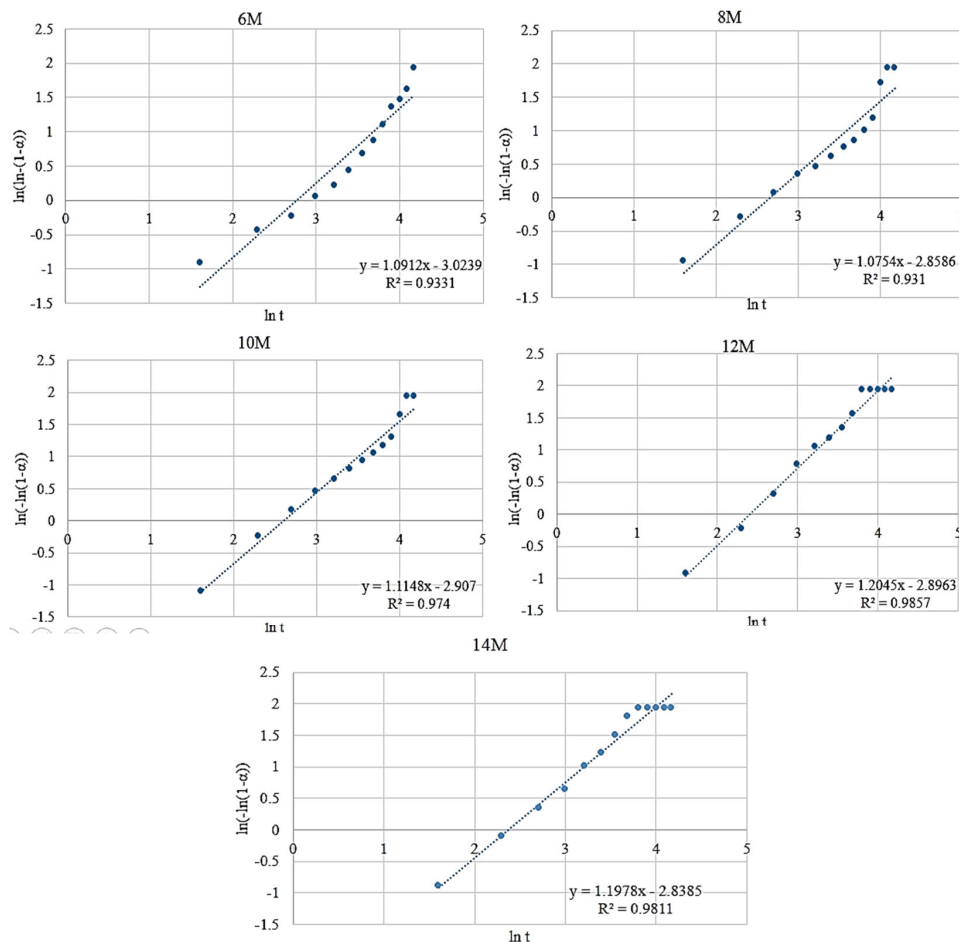 6M
2.5
2
1.5
1
0.5
0
-0.5
-1
-1.5
0
1
2
3
4
5
ln(ln-(1-α))
ln t
y = 1.0912x - 3.0239
R² = 0.9331
8M
2.5
2
1.5
1
0.5
0
-0.5
-1
-1.5
0
1
2
3
4
ln(-ln(1-α))
ln t
y = 1.0754x - 2.8586
R² = 0.931
10M
2.5
2
1.5
1
0.5
0
-0.5
-1
-1.5
0
1
2
3
4
5
ln(-ln(1-α))
ln t
y = 1.1148x - 2.907
R² = 0.974
12M
2.5
2
1.5
1
0.5
0
-0.5
-1
-1.5
0
1
2
3
4
5
ln(-ln(1-α))
ln t
y = 1.2045x - 2.8963
R² = 0.9857
14M
2.5
2
1.5
1
0.5
0
-0.5
-1
-1.5
0
1
2
3
4
5
ln(-ln(1-α))
ln t
y = 1.1978x - 2.8385
R² = 0.9811